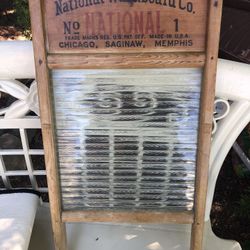 National Washboard Co.
No NATIONAL 1
TRADE MARKS REG. U.S. PAT. OFF. MADE IN U.S.A.
CHICAGO, SAGINAW, MEMPHIS